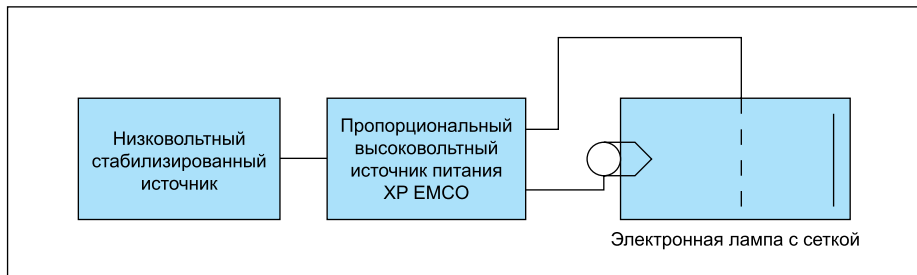 Низковольтный
стабилизированный
источник
Пропорциональный
высоковольтный
источник питания
XP EMCO
Электронная лампа с сеткой